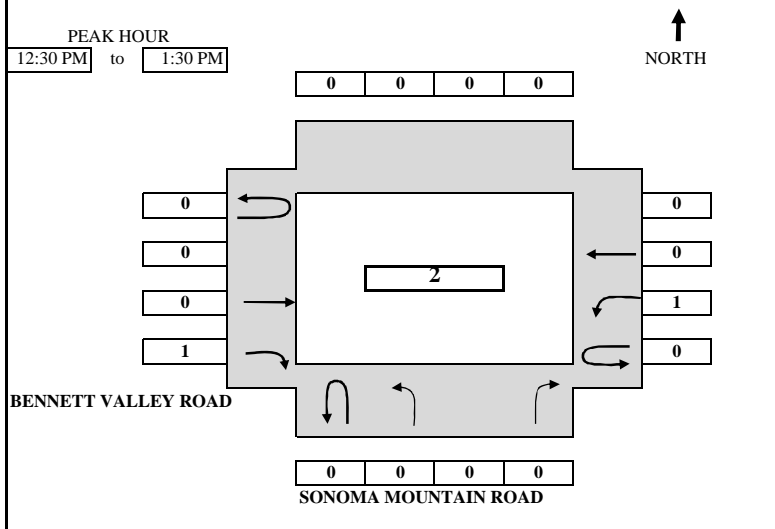 PEAK HOUR
12:30 PM to 1:30 PM
NORTH
0 0 0 0
0 0
0 0
2
0 1
1 0
BENNETT VALLEY ROAD
0 0 0 0
SONOMA MOUNTAIN ROAD